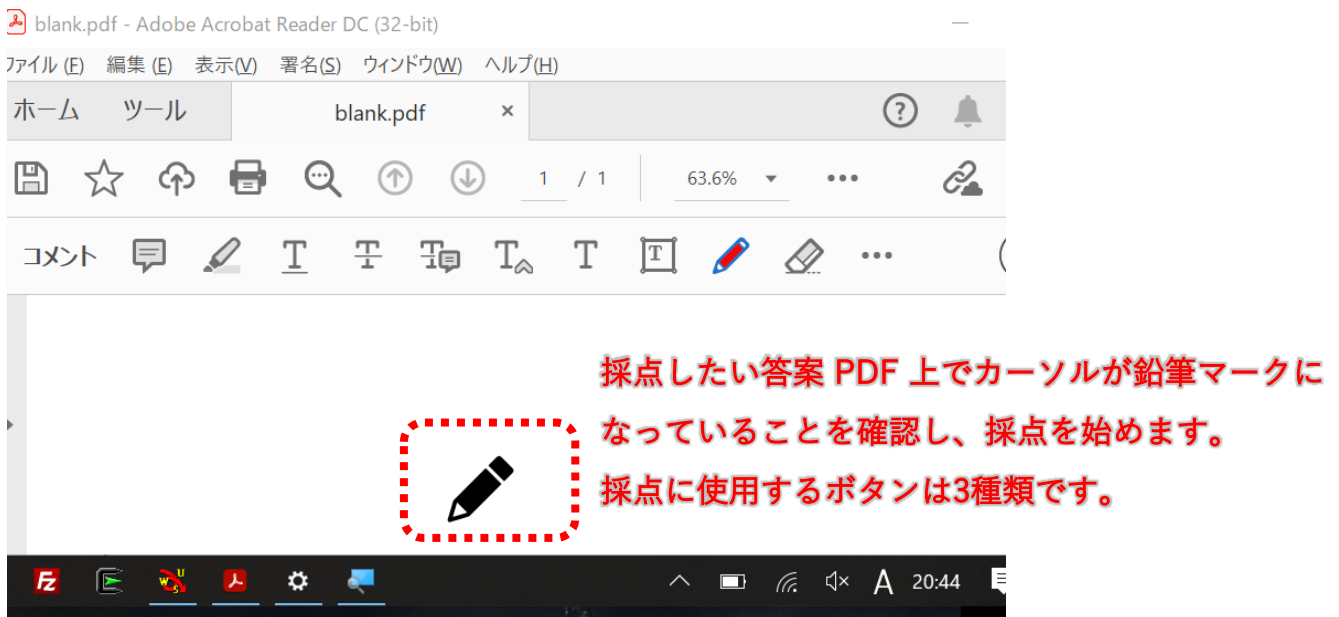 blank.pdf - Adobe Acrobat Reader DC (32-bit)
ファイル (F) 編集 (E) 表示(V) 署名(S) ウィンドウ(W) ヘルプ(H)
ホーム ツール blank.pdf ×
1 / 1 63.6%
コメント
採点したい答案 PDF 上でカーソルが鉛筆マークに
なっていることを確認し、採点を始めます。
採点に使用するボタンは3種類です。
A 20:44